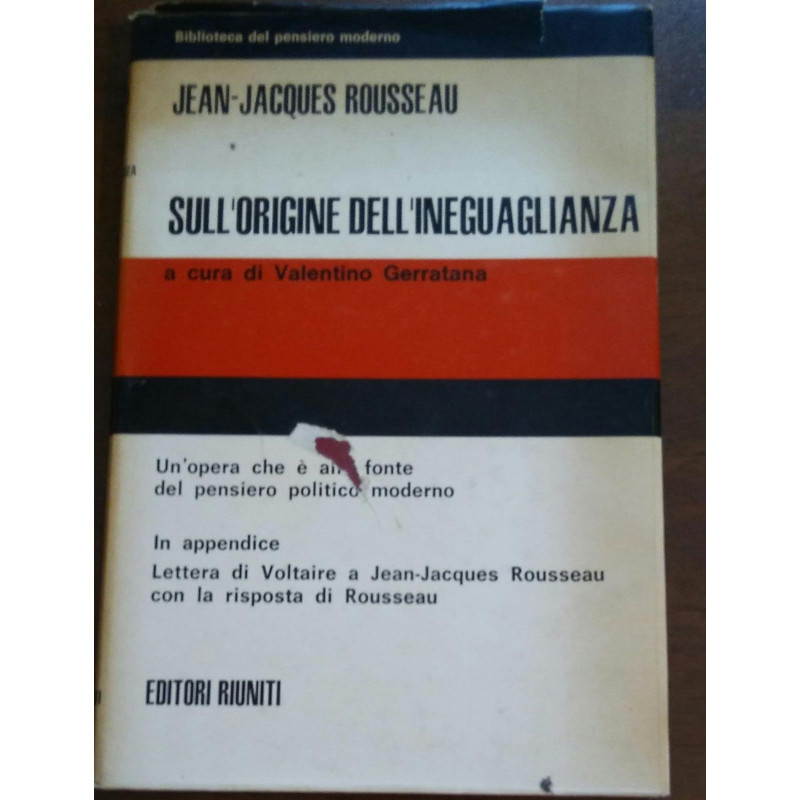 Biblioteca del pensiero moderno
JEAN-JACQUES ROUSSEAU
SULL'ORIGINE DELL'INEGUAGLIANZA
a cura di Valentino Gerratana
Un'opera che è fonte
del pensiero politico moderno
In appendice
Lettera di Voltaire a Jean-Jacques Rousseau
con la risposta di Rousseau
EDITORI RIUNITI